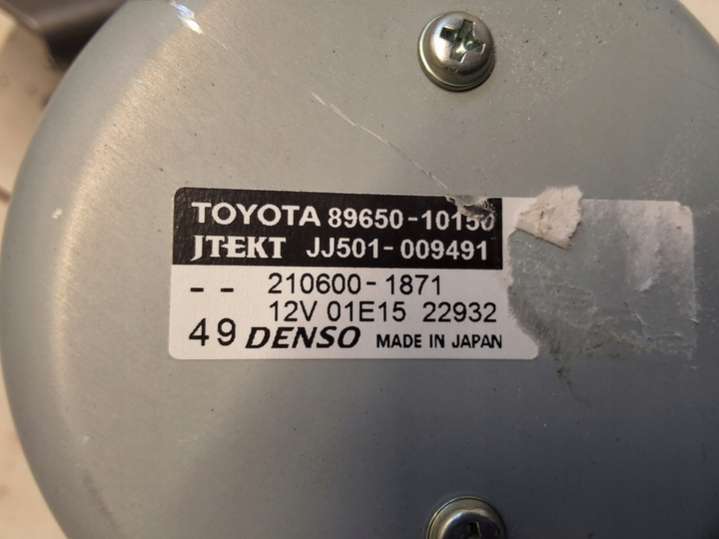 TOYOTA 89650-10150
JTEKT JJ501-009491
-- 210600-1871
12V 01E15 22932
49 DENSO MADE IN JAPAN